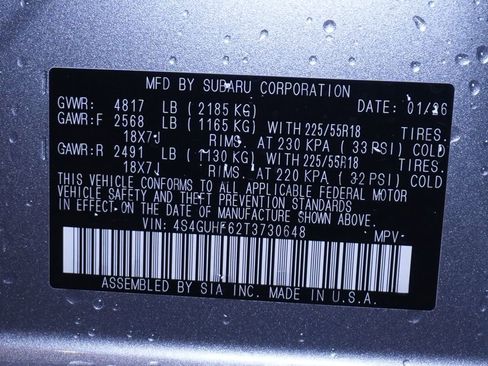 MFD BY SUBARU CORPORATION
GVWR: 4817 LB (2185 KG) DATE: 01/26
GAWR:F 2568 LB (1165 KG) WITH 225/55R18
18X7J RIMS. AT 230 KPA (33 PSI) COLD
GAWR:R 2491 LB (1130 KG) WITH 225/55R18
18X7J RIMS. AT 220 KPA (32 PSI) COLD
THIS VEHICLE CONFORMS TO ALL APPLICABLE FEDERAL MOTOR
VEHICLE SAFETY AND THEFT PREVENTION STANDARDS
IN EFFECT ON THE DATE OF MANUFACTURE SHOWN ABOVE.
VIN: 4S4GUHF62T3730648 MPV
ASSEMBLED BY SIA INC. MADE IN U.S.A.